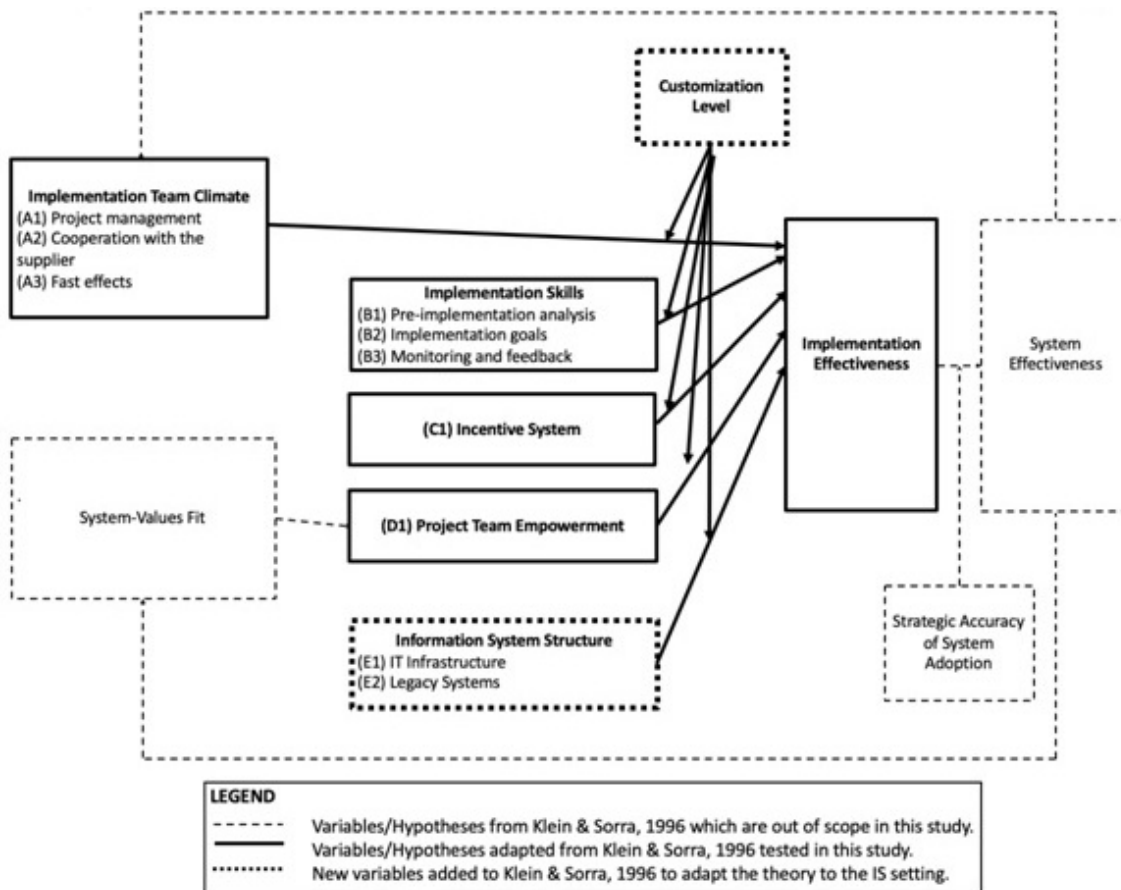 Customization
Level
Implementation Team Climate
(A1) Project management
(A2) Cooperation with the
supplier
(A3) Fast effects
Implementation Skills
(B1) Pre-implementation analysis
(B2) Implementation goals
(B3) Monitoring and feedback
Implementation
Effectiveness
System
Effectiveness
(C1) Incentive System
System-Values Fit
(D1) Project Team Empowerment
Strategic Accuracy
of System
Adoption
Information System Structure
(E1) IT Infrastructure
(E2) Legacy Systems
LEGEND
Variables/Hypotheses from Klein & Sorra, 1996 which are out of scope in this study.
Variables/Hypotheses adapted from Klein & Sorra, 1996 tested in this study.
New variables added to Klein & Sorra, 1996 to adapt the theory to the IS setting.